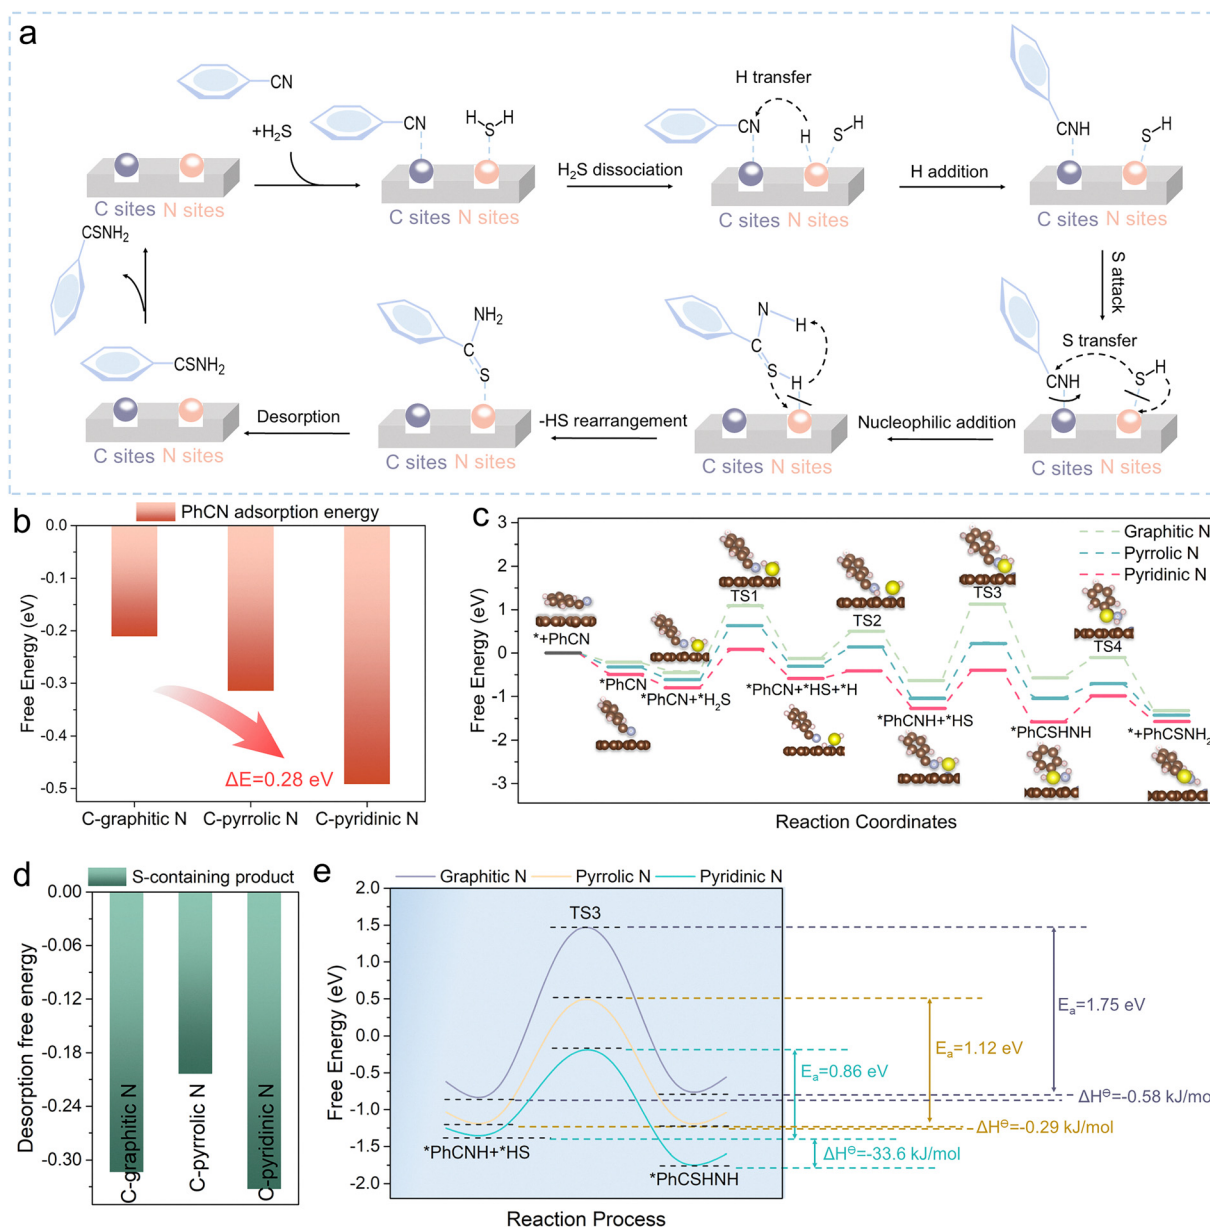 a
CN
+H₂S
C sites N sites
CN
H
S
H
C sites N sites
H₂S dissociation
H transfer
CN
H
S
H
C sites N sites
H addition
CNH
S
H
C sites N sites
S attack
S transfer
CNH
S
H
C sites N sites
Nucleophilic addition
N
H
C
S
H
C sites N sites
-HS rearrangement
NH₂
C
S
C sites N sites
Desorption
CSNH₂
C sites N sites
CSNH₂
b
PhCN adsorption energy
Free Energy (eV)
0.0
-0.1
-0.2
-0.3
-0.4
-0.5
ΔE=0.28 eV
C-graphitic N
C-pyrrolic N
C-pyridinic N
c
Free Energy (eV)
3
2
1
0
-1
-2
-3
Graphitic N
Pyrrolic N
Pyridinic N
*+PhCN
*PhCN
*PhCN+*H₂S
TS1
*PhCN+*HS+*H
TS2
*PhCNH+*HS
TS3
*PhCSHNH
TS4
*+PhCSNH₂
Reaction Coordinates
d
S-containing product
Desorption free energy
0.00
-0.06
-0.12
-0.18
-0.24
-0.30
C-graphitic N
C-pyrrolic N
C-pyridinic N
e
Graphitic N
Pyrrolic N
Pyridinic N
Free Energy (eV)
2.0
1.5
1.0
0.5
0.0
-0.5
-1.0
-1.5
-2.0
TS3
*PhCNH+*HS
*PhCSHNH
Eₐ=1.75 eV
Eₐ=1.12 eV
Eₐ=0.86 eV
ΔH⊖=-0.58 kJ/mo
ΔH⊖=-0.29 kJ/mol
ΔH⊖=-33.6 kJ/mol
Reaction Process